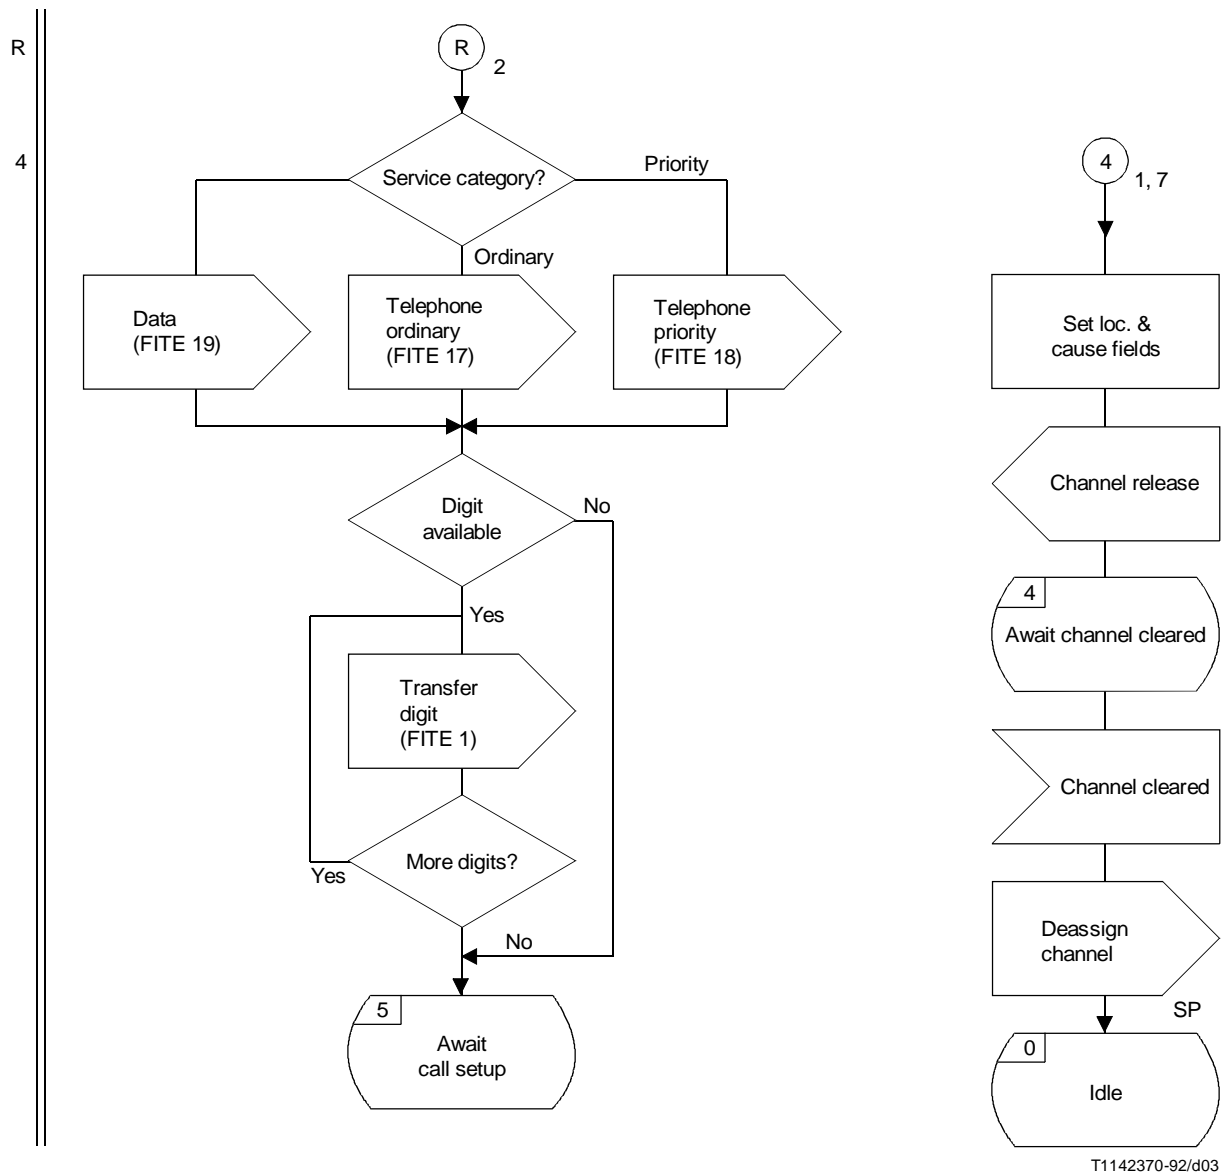 R
4
R
2
Service category?
Priority
Ordinary
Data
(FITE 19)
Telephone
ordinary
(FITE 17)
Telephone
priority
(FITE 18)
Digit
available
No
Yes
Transfer
digit
(FITE 1)
More digits?
Yes
No
5
Await
call setup
4
1, 7
Set loc. &
cause fields
Channel release
4
Await channel cleared
Channel cleared
Deassign
channel
SP
0
Idle
T1142370-92/d03